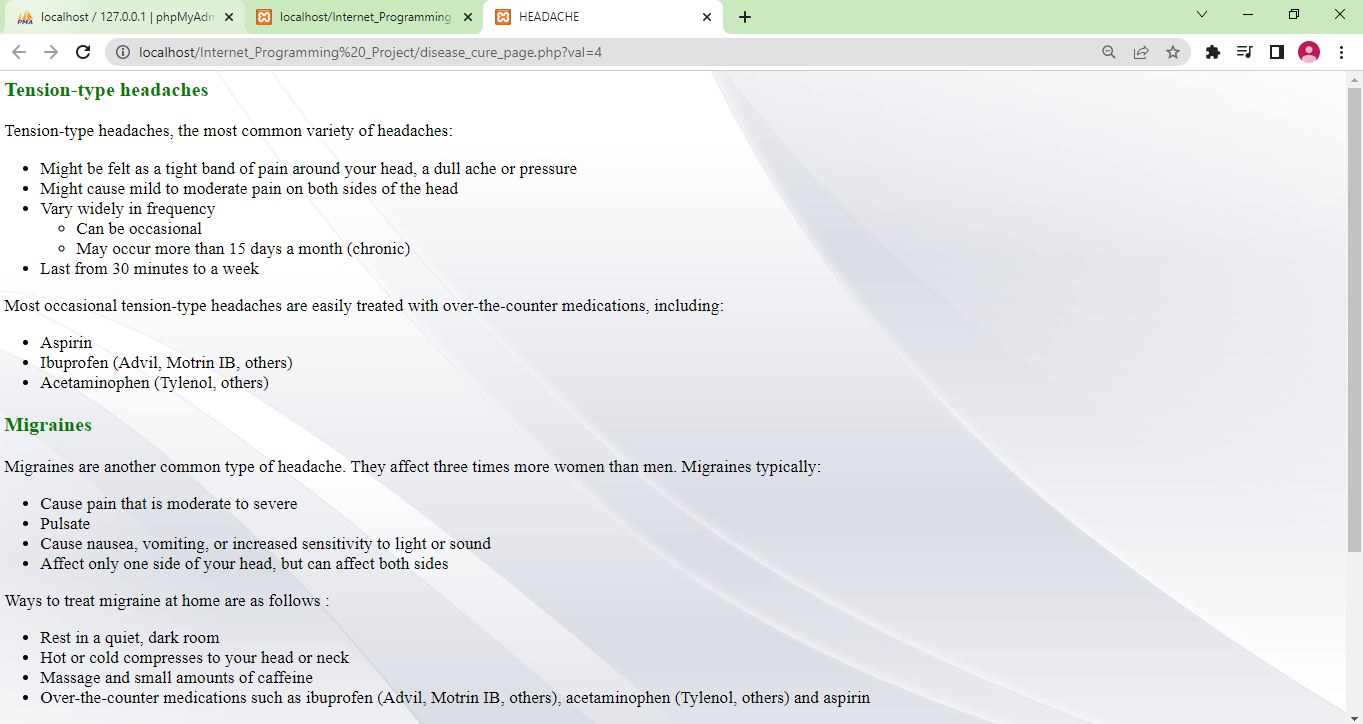 localhost / 127.0.0.1 | phpMyAdm
localhost/Internet_Programming
HEADACHE
localhost/Internet_Programming%20_Project/disease_cure_page.php?val=4
Tension-type headaches
Tension-type headaches, the most common variety of headaches:
Might be felt as a tight band of pain around your head, a dull ache or pressure
Might cause mild to moderate pain on both sides of the head
Vary widely in frequency
Can be occasional
May occur more than 15 days a month (chronic)
Last from 30 minutes to a week
Most occasional tension-type headaches are easily treated with over-the-counter medications, including:
Aspirin
Ibuprofen (Advil, Motrin IB, others)
Acetaminophen (Tylenol, others)
Migraines
Migraines are another common type of headache. They affect three times more women than men. Migraines typically:
Cause pain that is moderate to severe
Pulsate
Cause nausea, vomiting, or increased sensitivity to light or sound
Affect only one side of your head, but can affect both sides
Ways to treat migraine at home are as follows :
Rest in a quiet, dark room
Hot or cold compresses to your head or neck
Massage and small amounts of caffeine
Over-the-counter medications such as ibuprofen (Advil, Motrin IB, others), acetaminophen (Tylenol, others) and aspirin